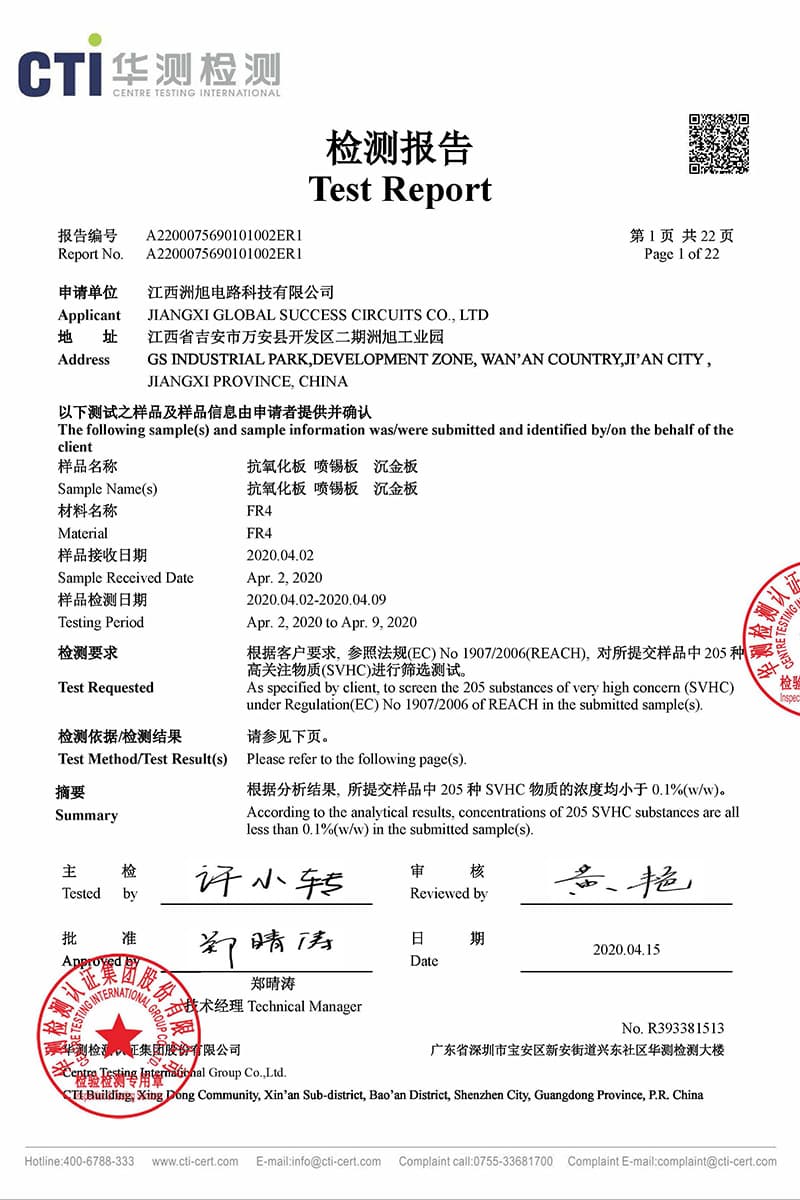 CTI 华测检测
CENTRE TESTING INTERNATIONAL
检测报告
Test Report
报告编号 A2200075690101002ER1 第 1 页 共 22 页
Report No. A2200075690101002ER1 Page 1 of 22
申请单位 江西洲旭电路科技有限公司
Applicant JIANGXI GLOBAL SUCCESS CIRCUITS CO., LTD
地 址 江西省吉安市万安县开发区二期洲旭工业园
Address GS INDUSTRIAL PARK,DEVELOPMENT ZONE, WAN'AN COUNTRY,JI'AN CITY ,
JIANGXI PROVINCE, CHINA
以下测试之样品及样品信息由申请者提供并确认
The following sample(s) and sample information was/were submitted and identified by/on the behalf of the
client
样品名称 抗氧化板 喷锡板 沉金板
Sample Name(s) 抗氧化板 喷锡板 沉金板
材料名称 FR4
Material FR4
样品接收日期 2020.04.02
Sample Received Date Apr. 2, 2020
样品检测日期 2020.04.02-2020.04.09
Testing Period Apr. 2, 2020 to Apr. 9, 2020
检测要求 根据客户要求, 参照法规(EC) No 1907/2006(REACH), 对所提交样品中 205 种
高关注物质(SVHC)进行筛选测试。
Test Requested As specified by client, to screen the 205 substances of very high concern (SVHC)
under Regulation(EC) No 1907/2006 of REACH in the submitted sample(s).
检测依据/检测结果 请参见下页。
Test Method/Test Result(s) Please refer to the following page(s).
摘要 根据分析结果, 所提交样品中 205 种 SVHC 物质的浓度均小于 0.1%(w/w)。
Summary According to the analytical results, concentrations of 205 SVHC substances are all
less than 0.1%(w/w) in the submitted sample(s).
主 检 许小转 审 核 黄艳
Tested by Reviewed by
批 准 郑晴涛 日 期 2020.04.15
Approved by Date
郑晴涛
技术经理 Technical Manager
No. R393381513
华测检测认证集团股份有限公司 广东省深圳市宝安区新安街道兴东社区华测检测大楼
Centre Testing International Group Co.,Ltd.
CTI Building, Xing Dong Community, Xin'an Sub-district, Bao'an District, Shenzhen City, Guangdong Province, P.R. China
华测检测认证集团股份有限公司
CENTRE TESTING INTERNATIONAL GROUP CO.,LTD
检验检测专用章
华测检测认证
CENTRE TESTING IN
检验
Inspec
Hotline:400-6788-333 www.cti-cert.com E-mail:info@cti-cert.com Complaint call:0755-33681700 Complaint E-mail:complaint@cti-cert.com